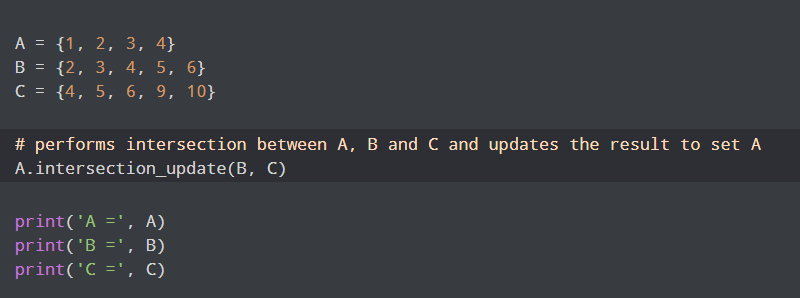 A = {1, 2, 3, 4}
B = {2, 3, 4, 5, 6}
C = {4, 5, 6, 9, 10}
# performs intersection between A, B and C and updates the result to set A
A.intersection_update(B, C)
print('A =', A)
print('B =', B)
print('C =', C)